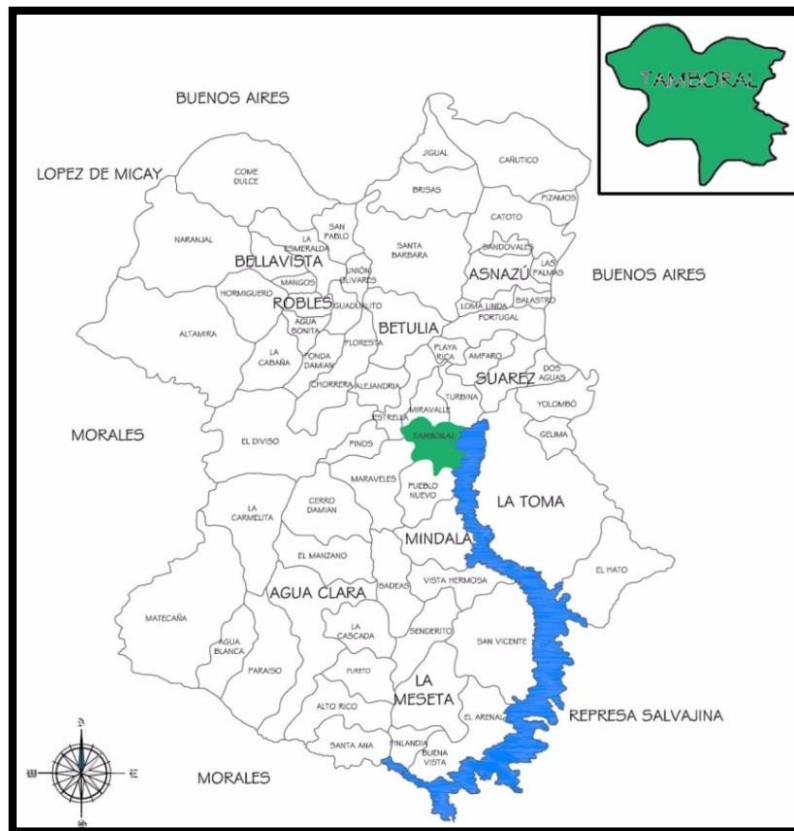 TAMBORAL
BUENOS AIRES
JIGUAL
CAÑUTICO
LOPEZ DE MICAY
COME
DULCE
BRISAS
PIZAMOS
SAN
PABLO
CATOTO
NARANJAL
LA
ESMERALDA
SANTA
BARBARA
SANDOVALES
BELLAVISTA
UNIÓN
OLIVARES
ASNAZÚ
LAS
PALMAS
BUENOS AIRES
MANGOS
HORMIGUERO
ROBLES
GUADUALITO
LOMA LINDA
BALASTRO
PORTUGAL
AGUA
BONITA
BETULIA
ALTAMIRA
FLORESTA
PLAYA
RICA
AMPARO
LA
CABAÑA
FONDA
DAMIAN
SUAREZ
DOS
AGUAS
CHORRERA
ALEJANDRIA
TURBINA
YOLOMBÓ
MIRAVALLE
ESTRELLA
MORALES
EL DIVISO
PINOS
TAMBORAL
GELIMA
MARAVELES
PUEBLO
NUEVO
LA TOMA
LA
CARMELITA
CERRO
DAMIAN
MINDALA
EL MANZANO
EL HATO
BADEAS
VISTA HERMOSA
AGUA CLARA
MATECAÑA
LA
CASCADA
SENDERITO
SAN VICENTE
AGUA
BLANCA
PARAISO
PURETO
LA
MESETA
ALTO RICO
EL ARENAL
REPRESA SALVAJINA
SANTA ANA
FINLANDIA
BUENA
VISTA
MORALES
W
E
S